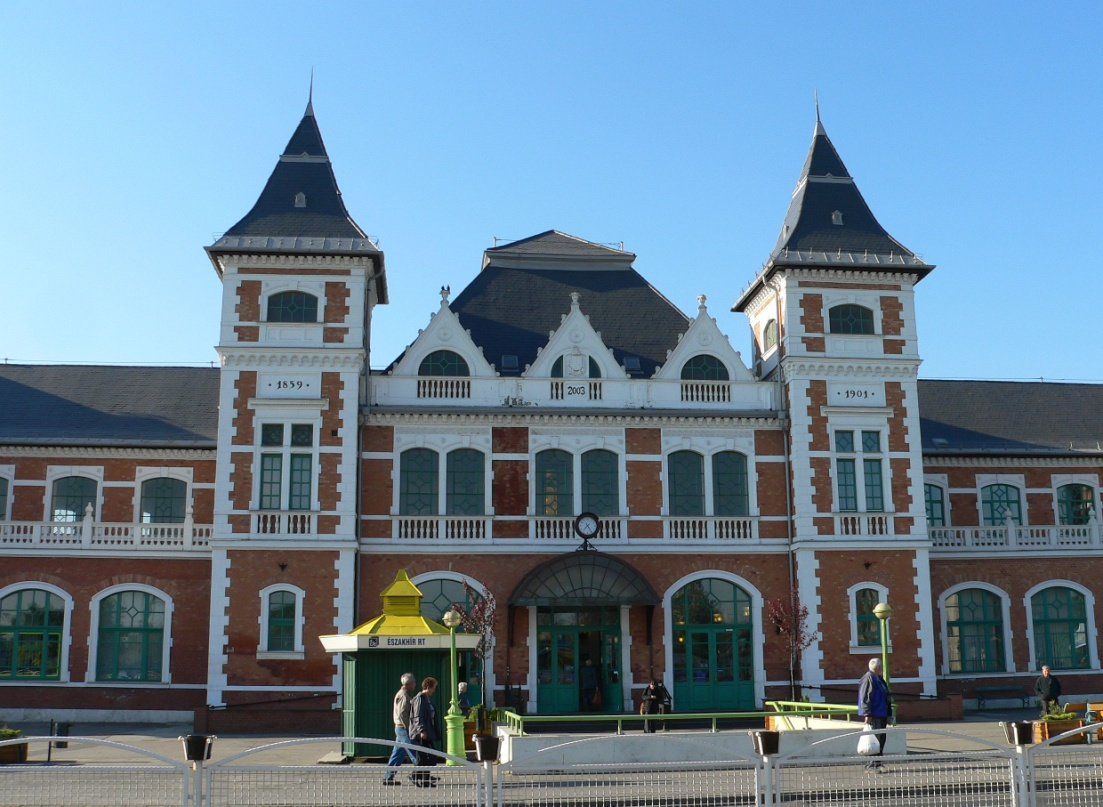 · 1859 ·
2003
· 1901 ·
ÉSZAKHÍR RT